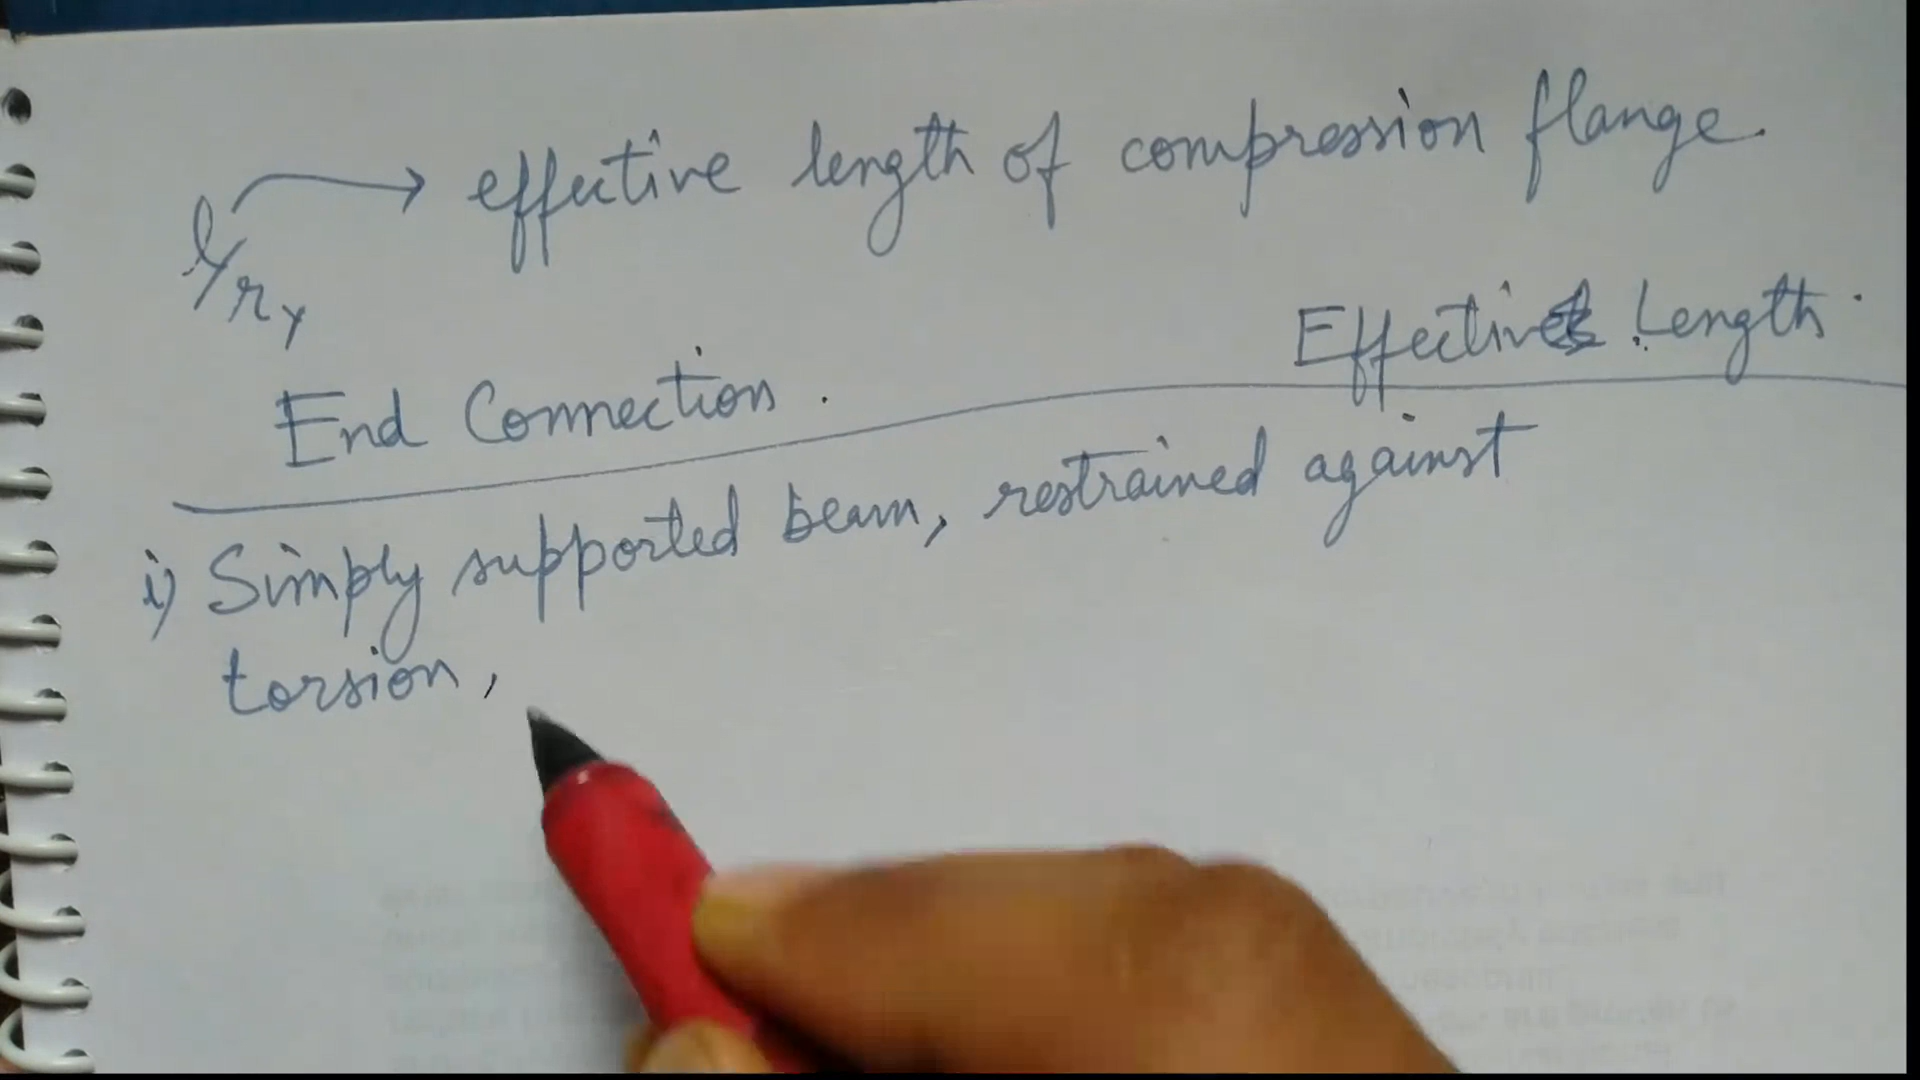 l/ry → effective length of compression flange.
End Connection. Effective Length.
i) Simply supported beam, restrained against
torsion,